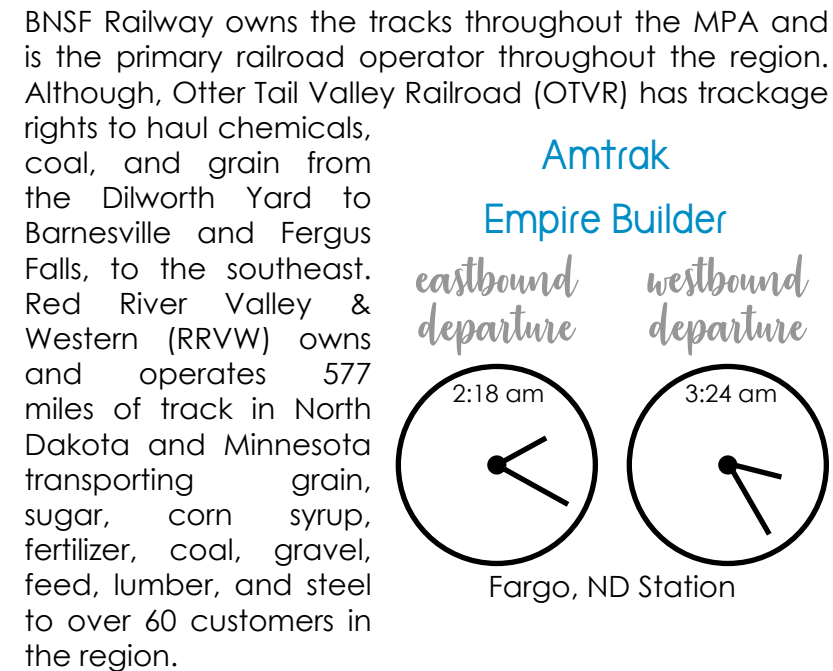 BNSF Railway owns the tracks throughout the MPA and
is the primary railroad operator throughout the region.
Although, Otter Tail Valley Railroad (OTVR) has trackage
rights to haul chemicals,
coal, and grain from
the Dilworth Yard to
Barnesville and Fergus
Falls, to the southeast.
Red River Valley &
Western (RRVW) owns
and operates 577
miles of track in North
Dakota and Minnesota
transporting grain,
sugar, corn syrup,
fertilizer, coal, gravel,
feed, lumber, and steel
to over 60 customers in
the region.
Amtrak
Empire Builder
eastbound
departure
2:18 am
westbound
departure
3:24 am
Fargo, ND Station